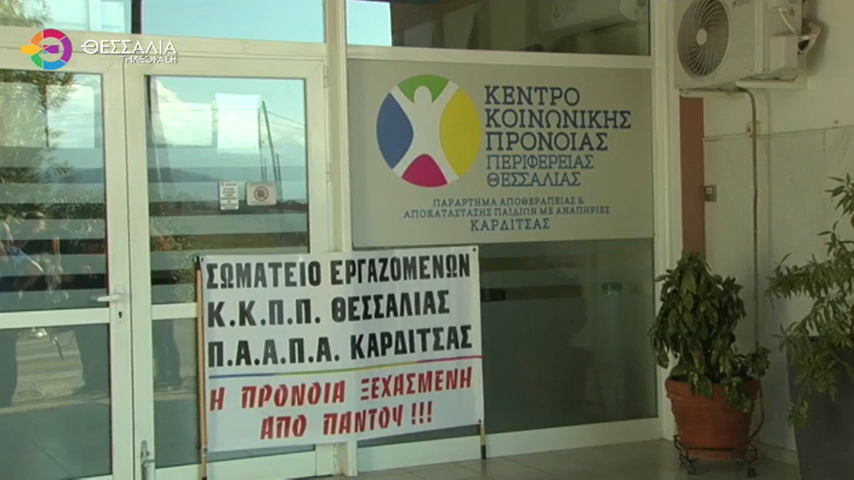 ΘΕΣΣΑΛΙΑ
ΤΗΛΕΟΡΑΣΗ
ΚΕΝΤΡΟ
ΚΟΙΝΩΝΙΚΗΣ
ΠΡΟΝΟΙΑΣ
ΠΕΡΙΦΕΡΕΙΑΣ
ΘΕΣΣΑΛΙΑΣ
ΠΑΡΑΡΤΗΜΑ ΑΠΟΘΕΡΑΠΕΙΑΣ &
ΑΠΟΚΑΤΑΣΤΑΣΗΣ ΠΑΙΔΙΩΝ ΜΕ ΑΝΑΠΗΡΙΕΣ
ΚΑΡΔΙΤΣΑΣ
ΣΩΜΑΤΕΙΟ ΕΡΓΑΖΟΜΕΝΩΝ
Κ.Κ.Π.Π. ΘΕΣΣΑΛΙΑΣ
Π.Α.Α.Π.Α. ΚΑΡΔΙΤΣΑΣ
Η ΠΡΟΝΟΙΑ ΞΕΧΑΣΜΕΝΗ
ΑΠΟ ΠΑΝΤΟΥ !!!